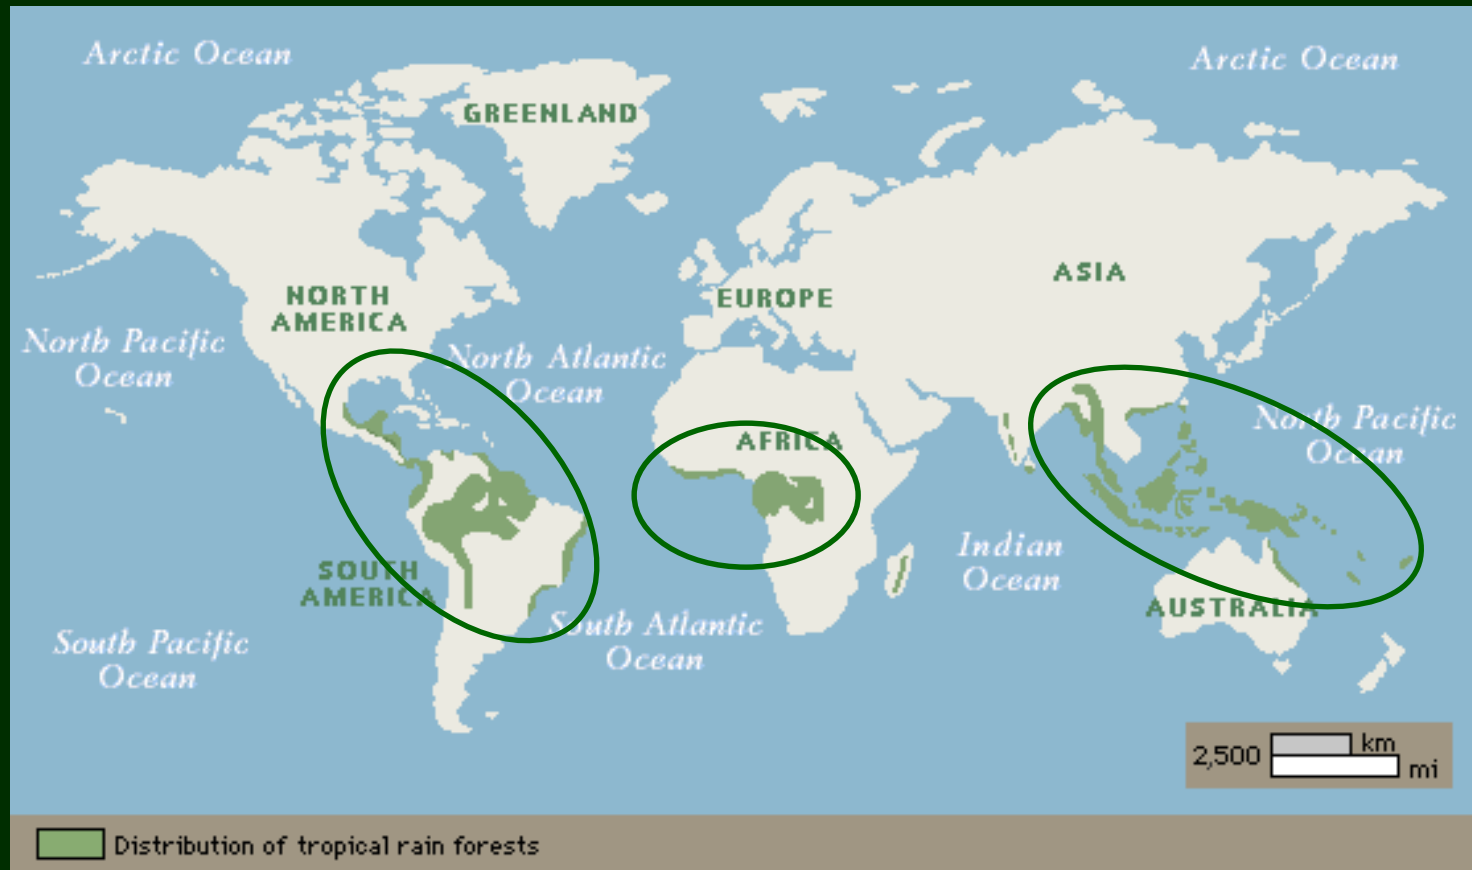 Arctic Ocean
Arctic Ocean
GREENLAND
ASIA
NORTH
AMERICA
EUROPE
North Pacific
Ocean
North Atlantic
Ocean
North Pacific
Ocean
AFRICA
Indian
Ocean
SOUTH
AMERICA
AUSTRALIA
South Pacific
Ocean
South Atlantic
Ocean
2,500 km
mi
Distribution of tropical rain forests